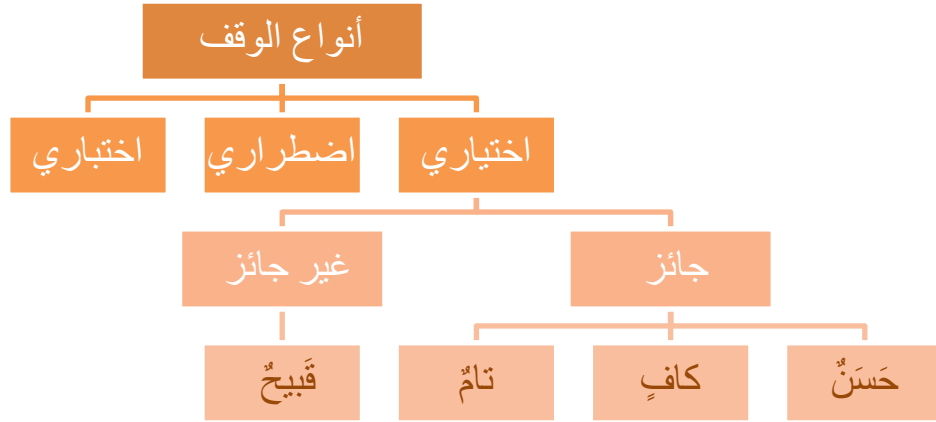 أنواع الوقف
اختياري
اضطراري
اختباري
جائز
غير جائز
حَسَنٌ
كافٍ
تامٌ
قَبيحٌ